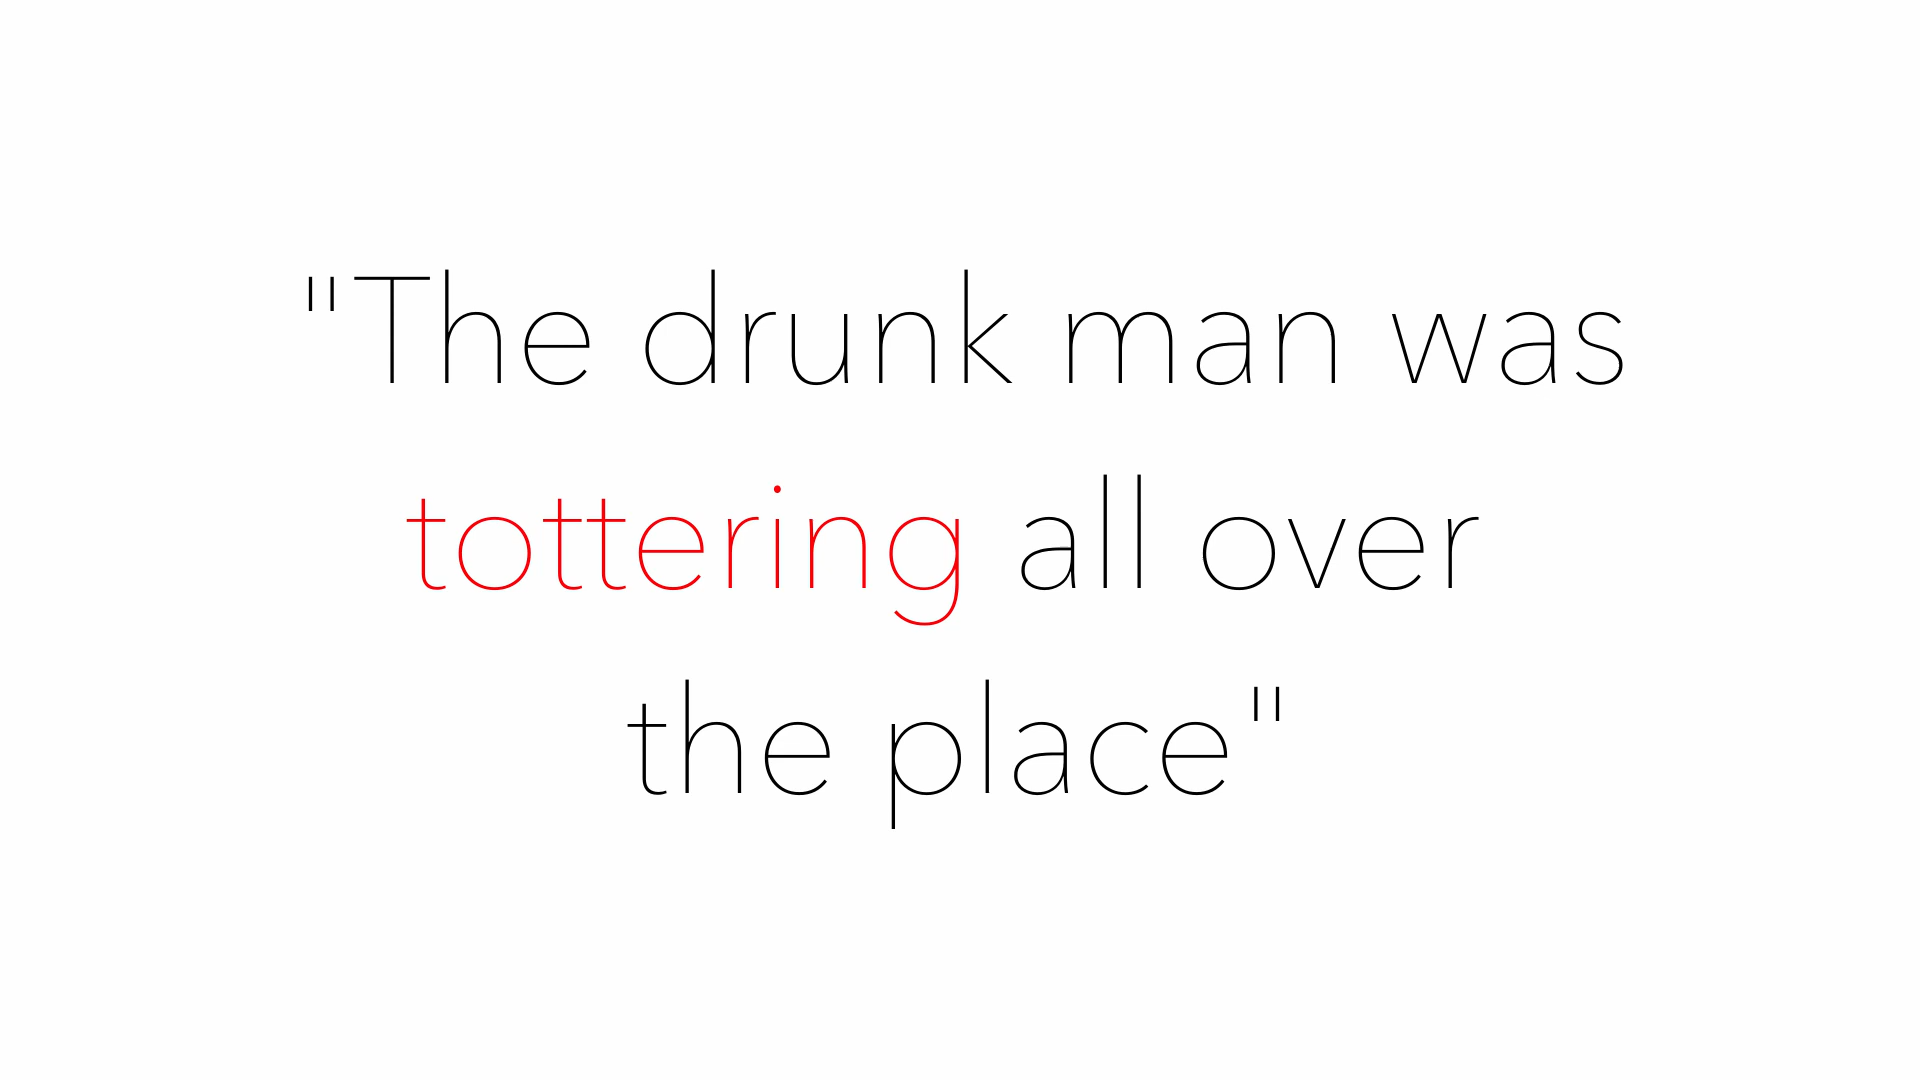 "The drunk man was
tottering all over
the place"